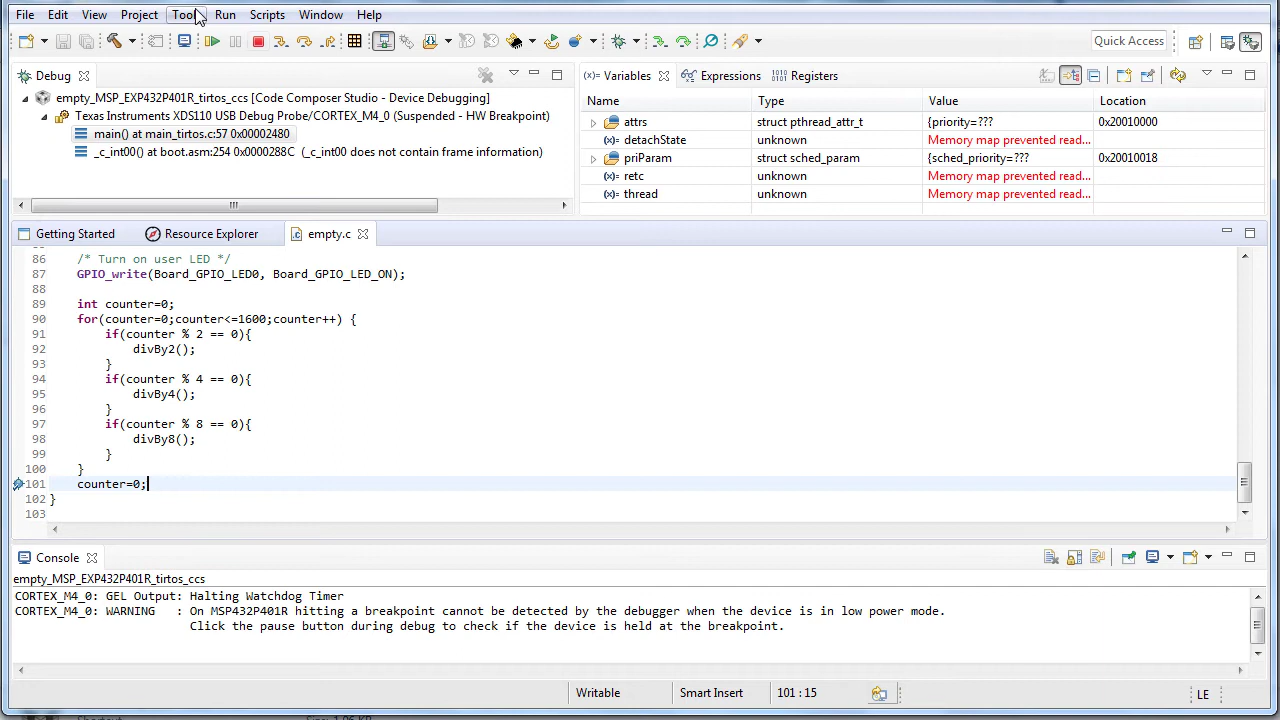 File Edit View Project Tools Run Scripts Window Help
Quick Access
Debug
empty_MSP_EXP432P401R_tirtos_ccs [Code Composer Studio - Device Debugging]
Texas Instruments XDS110 USB Debug Probe/CORTEX_M4_0 (Suspended - HW Breakpoint)
main() at main_tirtos.c:57 0x00002480
_c_int00() at boot.asm:254 0x0000288C (_c_int00 does not contain frame information)
(x)= Variables Expressions 1010 0101 Registers
Name Type Value Location
attrs struct pthread_attr_t {priority=??? 0x20010000
(x)= detachState unknown Memory map prevented read...
priParam struct sched_param {sched_priority=??? 0x20010018
(x)= retc unknown Memory map prevented read...
(x)= thread unknown Memory map prevented read...
Getting Started Resource Explorer empty.c
86 /* Turn on user LED */
87 GPIO_write(Board_GPIO_LED0, Board_GPIO_LED_ON);
88
89 int counter=0;
90 for(counter=0;counter<=1600;counter++) {
91 if(counter % 2 == 0){
92 divBy2();
93 }
94 if(counter % 4 == 0){
95 divBy4();
96 }
97 if(counter % 8 == 0){
98 divBy8();
99 }
100 }
101 counter=0;
102 }
103
Console
empty_MSP_EXP432P401R_tirtos_ccs
CORTEX_M4_0: GEL Output: Halting Watchdog Timer
CORTEX_M4_0: WARNING : On MSP432P401R hitting a breakpoint cannot be detected by the debugger when the device is in low power mode.
Click the pause button during debug to check if the device is held at the breakpoint.
Writable Smart Insert 101 : 15 LE